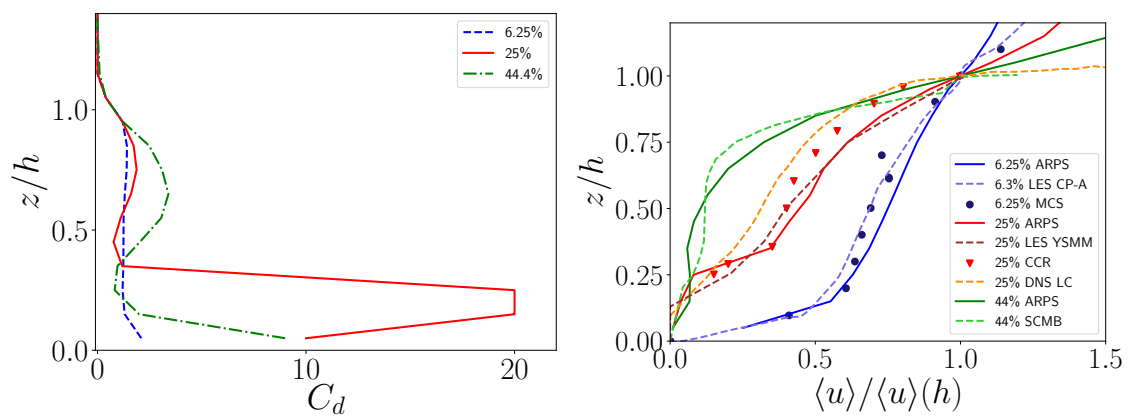 6.25%
25%
44.4%
1.0
0.5
0.0
z/h
0
10
20
C_d
1.00
0.75
0.50
0.25
0.00
z/h
6.25% ARPS
6.3% LES CP-A
6.25% MCS
25% ARPS
25% LES YSMM
25% CCR
25% DNS LC
44% ARPS
44% SCMB
0.0
0.5
1.0
1.5
⟨u⟩/⟨u⟩(h)